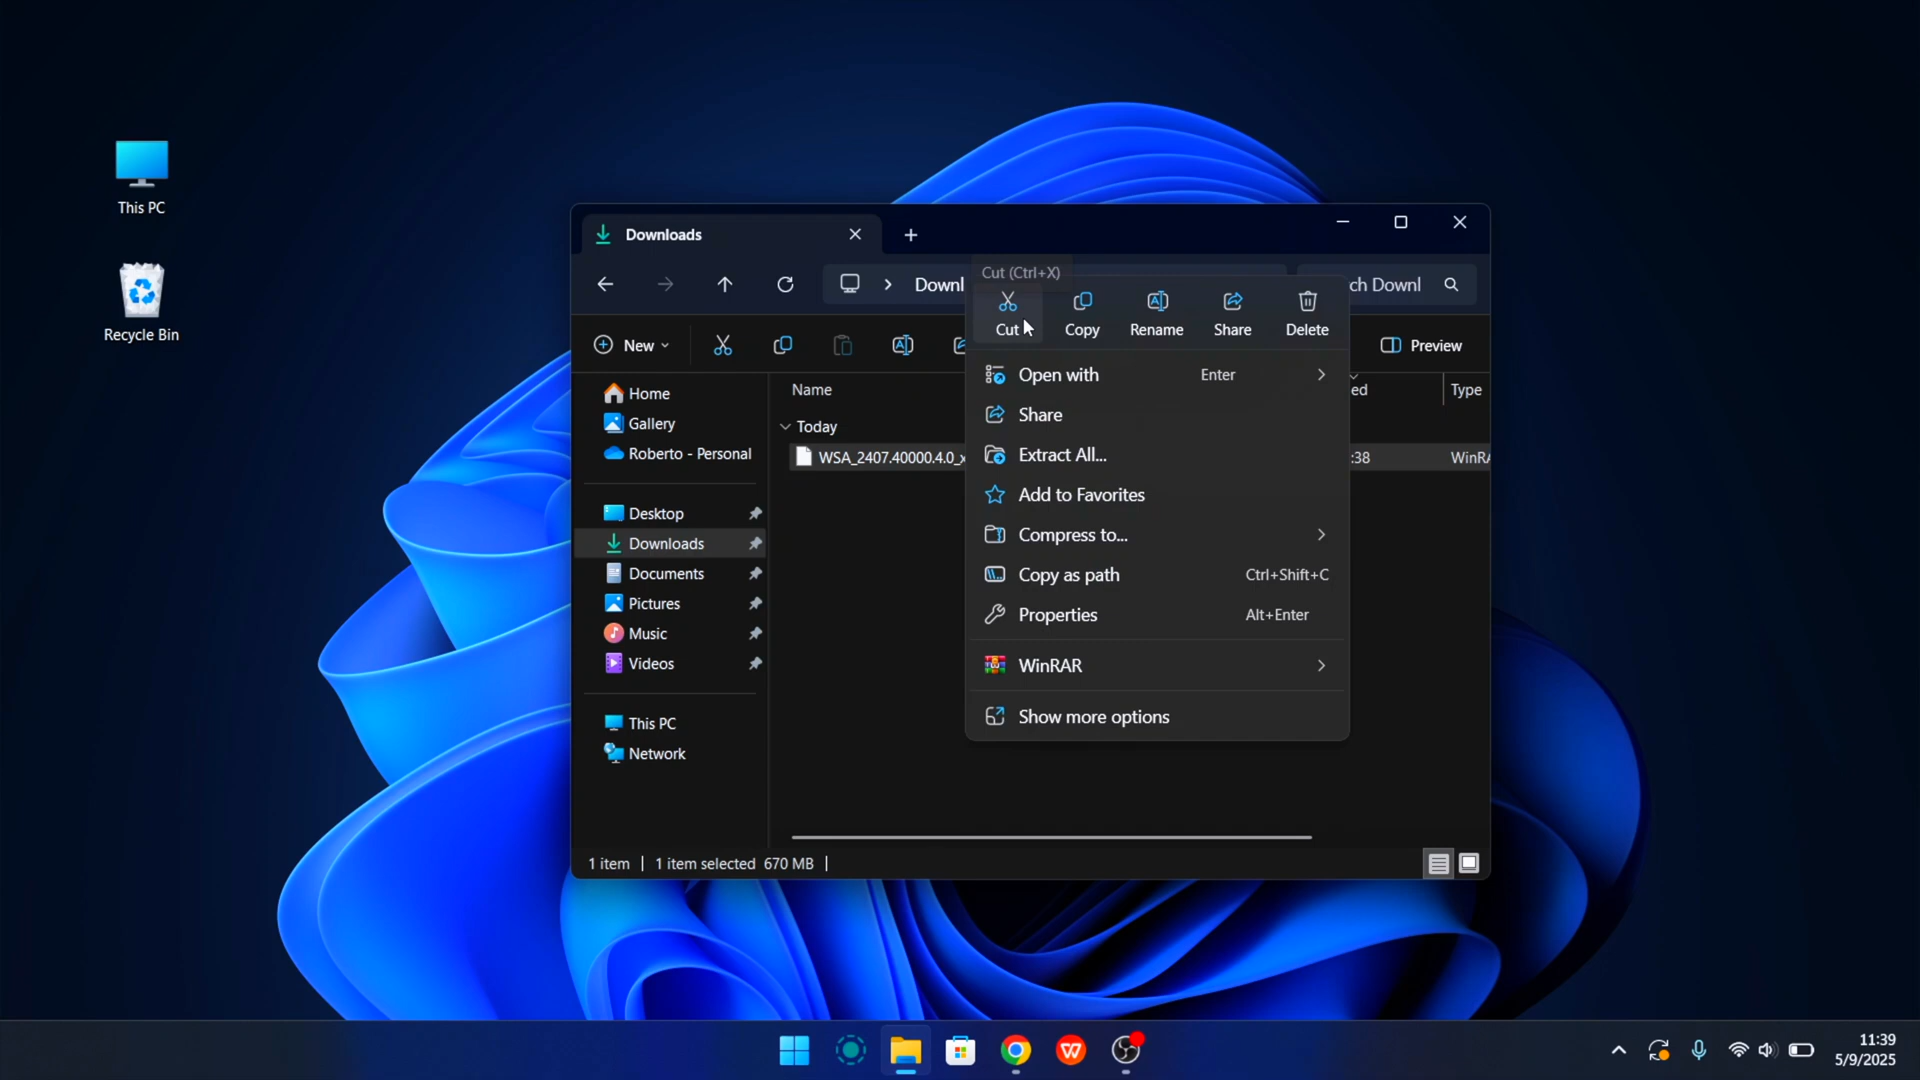 This PC
Recycle Bin
Downloads
Downl
ch Downl
Cut (Ctrl+X)
Cut
Copy
Rename
Share
Delete
New
Preview
Open with Enter
Share
Extract All...
Add to Favorites
Compress to...
Copy as path Ctrl+Shift+C
Properties Alt+Enter
WinRAR
Show more options
Home
Gallery
Roberto - Personal
Desktop
Downloads
Documents
Pictures
Music
Videos
This PC
Network
Name
ed
Type
Today
WSA_2407.40000.4.0_x
:38
WinRA
1 item
1 item selected 670 MB
11:39
5/9/2025